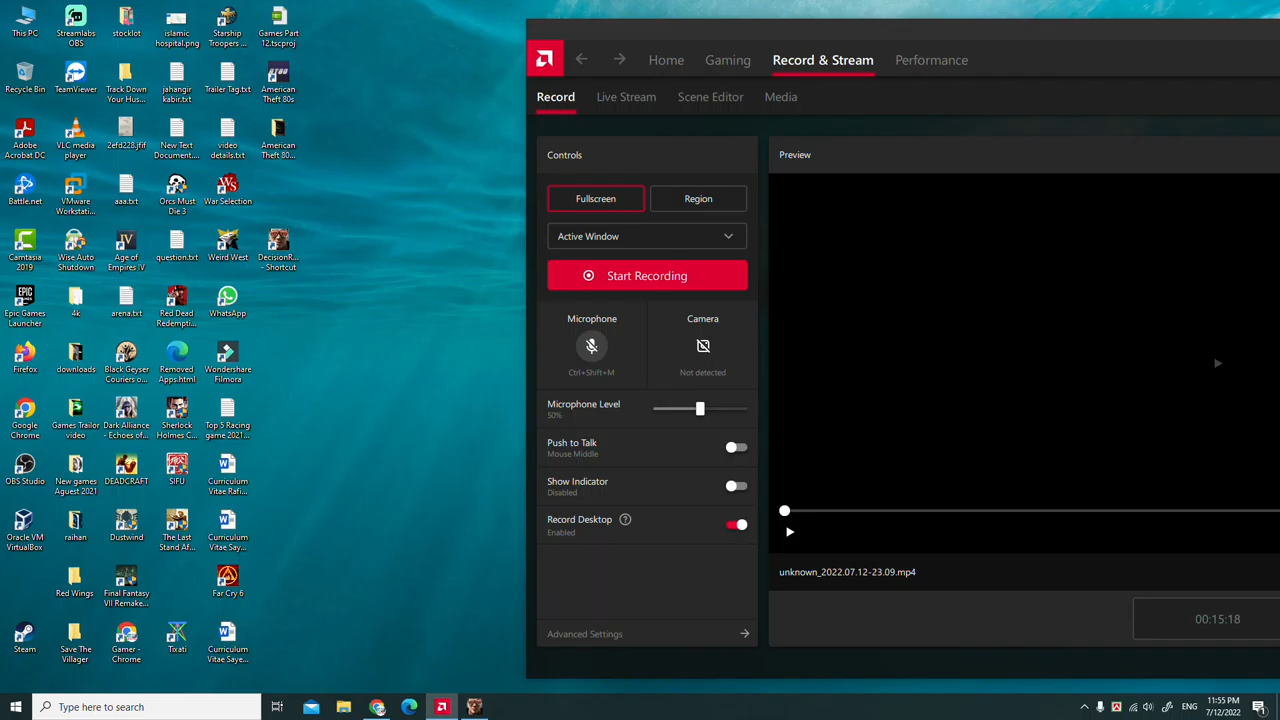 This PC
Streamlabs
OBS
stocklot
islamic
hospital.png
Starship
Troopers ...
Games Part
12.tscproj
Recycle Bin
TeamViewer
Track Down
Your Hus...
jahangir
kabir.txt
Trailer Tag.txt
American
Theft 80s
Adobe
Acrobat DC
VLC media
player
2efd228.jfif
New Text
Document....
video
details.txt
American
Theft 80...
Battle.net
VMware
Workstati...
aaa.txt
Orcs Must
Die 3
War Selection
Camtasia
2019
Wise Auto
Shutdown
Age of
Empires IV
question.txt
Weird West
DecisionR...
- Shortcut
Epic Games
Launcher
4k
arena.txt
Red Dead
Redempti...
WhatsApp
Firefox
downloads
Black Geyser
Couriers o...
Removed
Apps.html
Wondershare
Filmora
Google
Chrome
Games Trailor
video
Dark Alliance
- Echoes of...
Sherlock
Holmes C...
Top 5 Racing
game 2021...
OBS Studio
New games
Aguest 2021
DEADCRAFT
SIFU
Curriculum
Vitae Rafi...
Oracle VM
VirtualBox
raihan
Dustwind
The Last
Stand Af...
Curriculum
Vitae Say...
Red Wings
Final Fantasy
VII Remake...
Far Cry 6
Steam
Save The
Villager
Gamer -
Chrome
Tixati
Curriculum
Vitae Saye...
Home
Gaming
Record & Stream
Performance
Record
Live Stream
Scene Editor
Media
Controls
Fullscreen
Region
Active Window
Start Recording
Microphone
Camera
Ctrl+Shift+M
Not detected
Microphone Level
50%
Push to Talk
Mouse Middle
Show Indicator
Disabled
Record Desktop
Enabled
Advanced Settings
Preview
unknown_2022.07.12-23.09.mp4
00:15:18
Type here to search
ENG
11:55 PM
7/12/2022